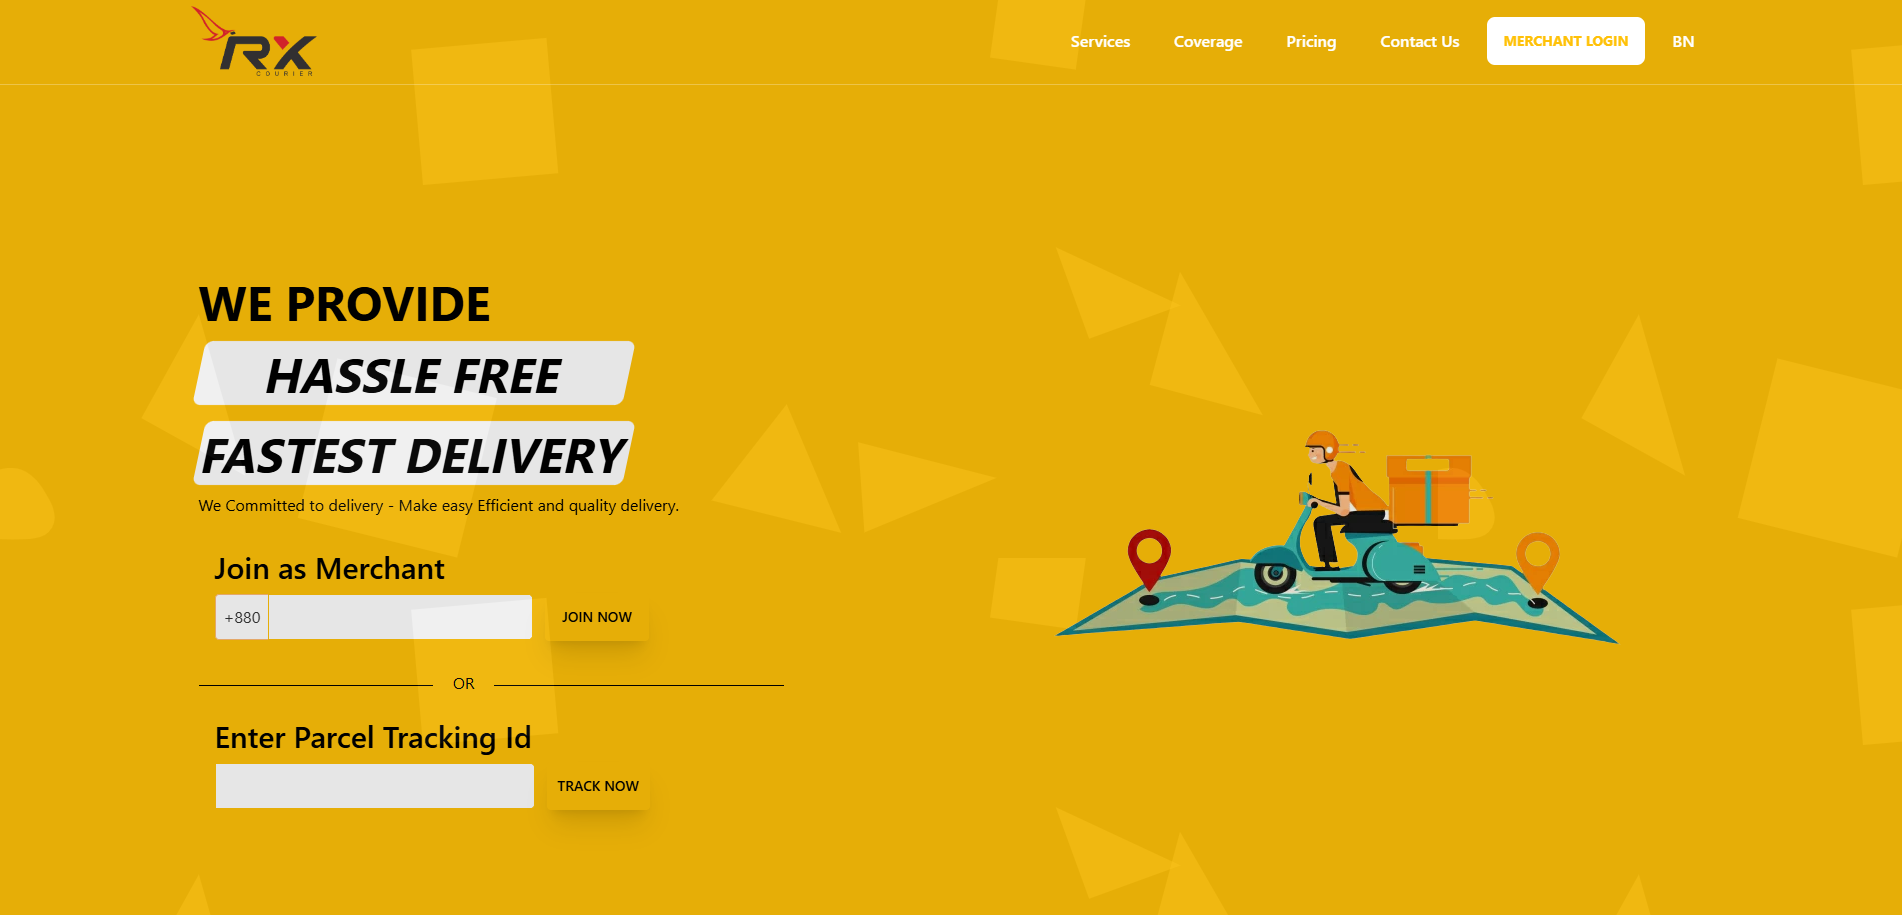 RX
COURIER
Services
Coverage
Pricing
Contact Us
MERCHANT LOGIN
BN
WE PROVIDE
HASSLE FREE
FASTEST DELIVERY
We Committed to delivery - Make easy Efficient and quality delivery.
Join as Merchant
+880
JOIN NOW
OR
Enter Parcel Tracking Id
TRACK NOW